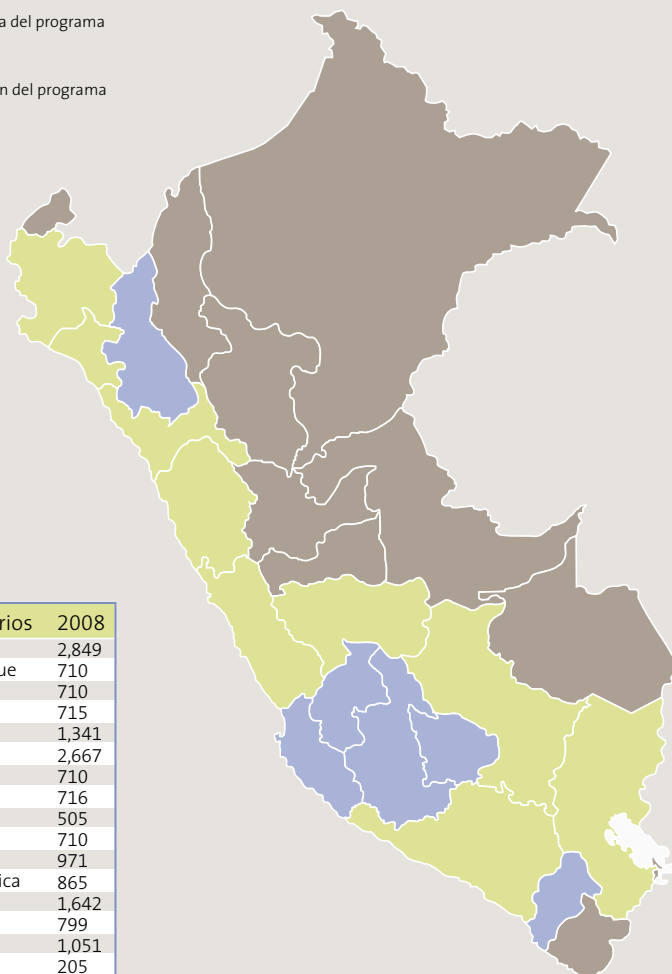 a del programa
n del programa
rios 2008
2,849
ue 710
710
715
1,341
2,667
710
716
505
710
971
ica 865
1,642
799
1,051
205